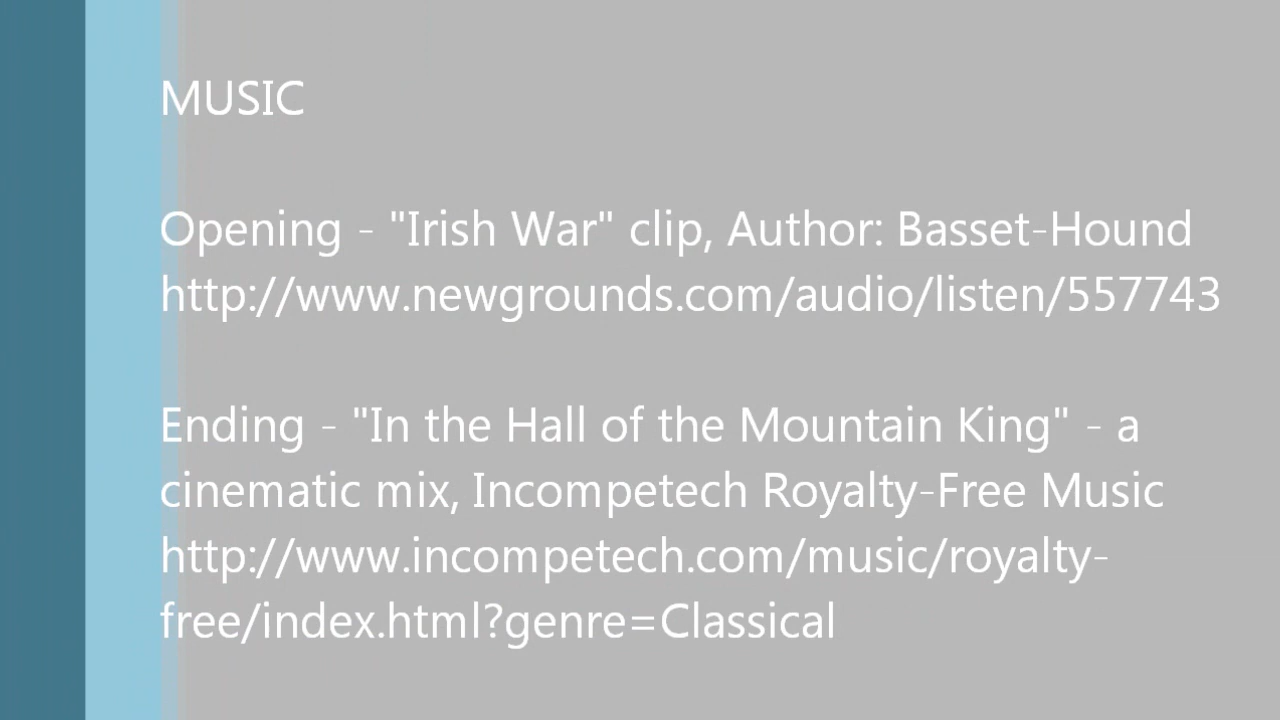 MUSIC
Opening - "Irish War" clip, Author: Basset-Hound
http://www.newgrounds.com/audio/listen/557743
Ending - "In the Hall of the Mountain King" - a
cinematic mix, Incompetech Royalty-Free Music
http://www.incompetech.com/music/royalty-
free/index.html?genre=Classical